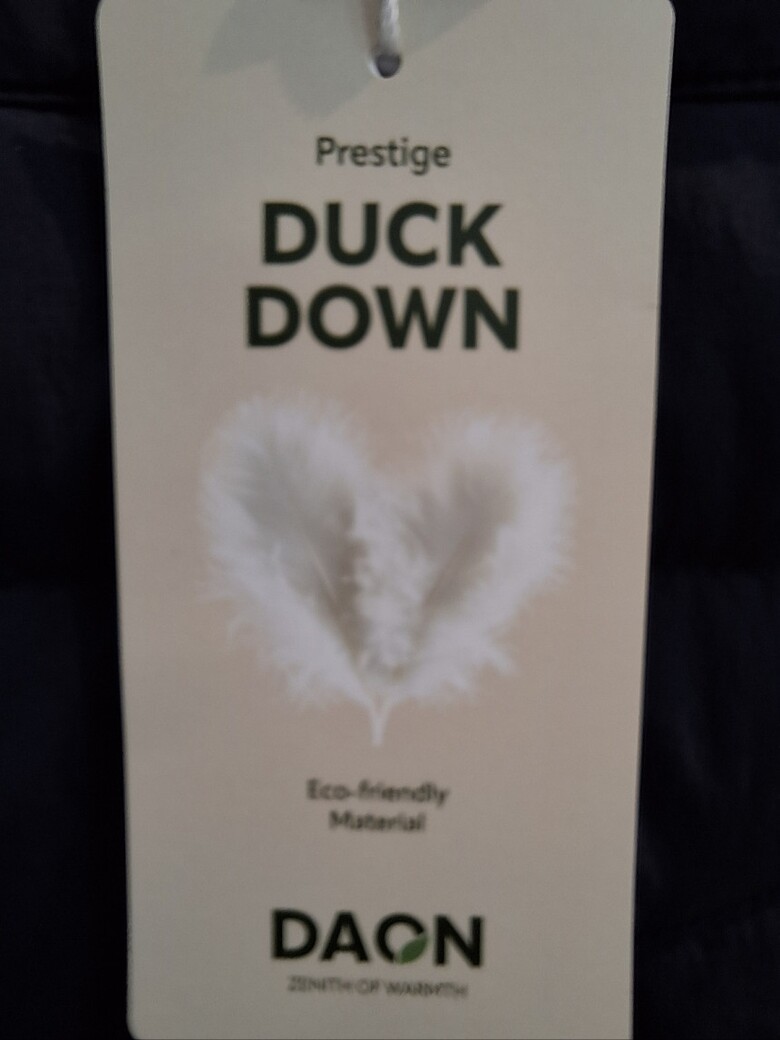 Prestige
DUCK
DOWN
Eco-friendly
Material
DAON
ZENITH OF WARMTH